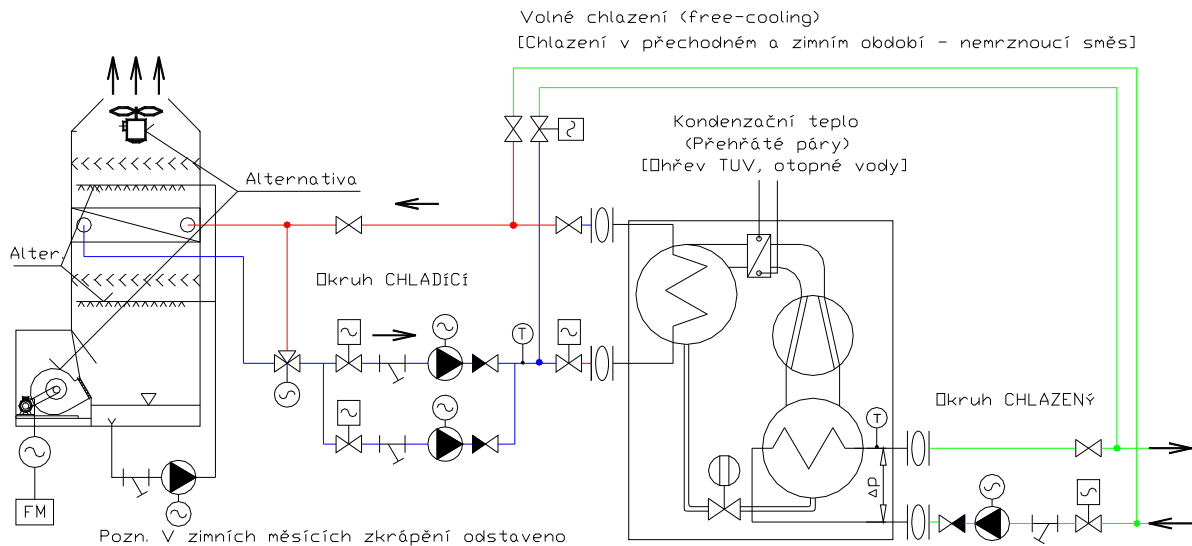 Volné chlazení (free-cooling)
[Chlazení v přechodném a zimním období - nemrznoucí směs]
Kondenzační teplo
(Přehřáté páry)
[Ohřev TUV, otopné vody]
Alternativa
Alter.
Okruh CHLADÍCÍ
T
Okruh CHLAZENÝ
T
Δp
FM
Pozn. V zimních měsících zkrápění odstaveno